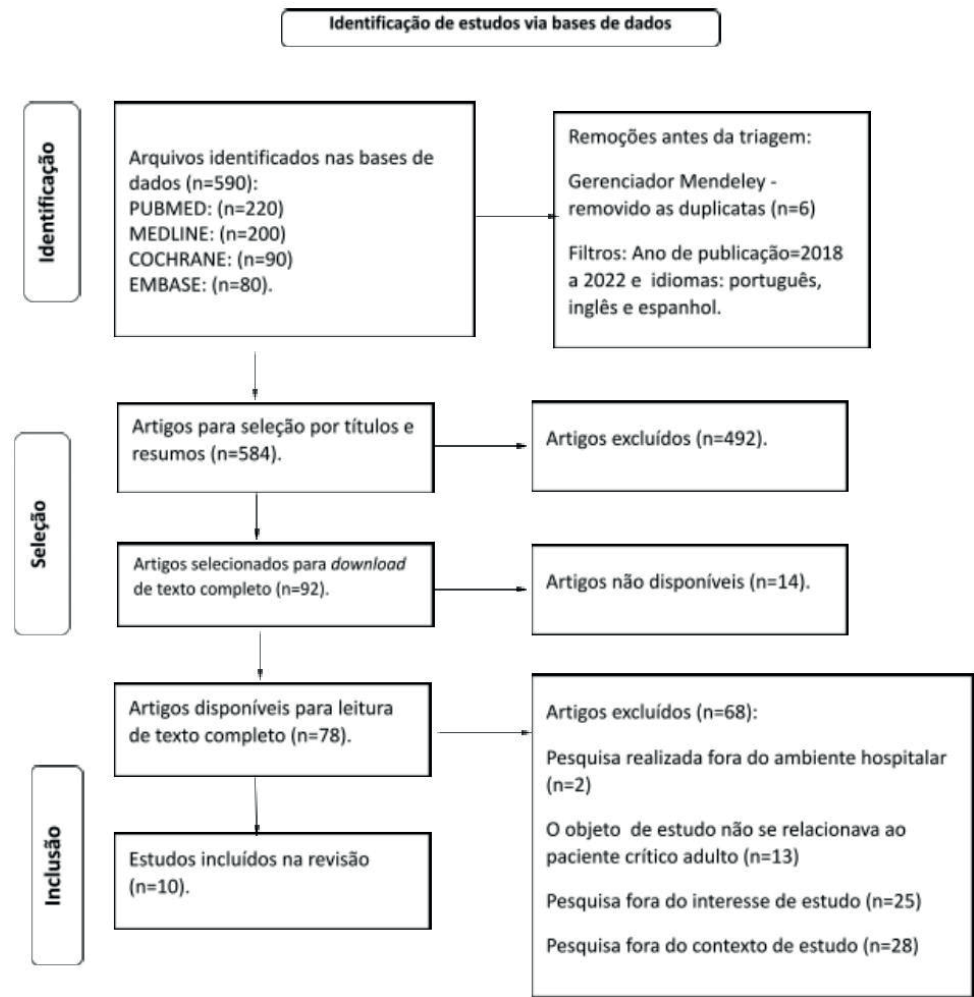 Identificação de estudos via bases de dados
Identificação
Arquivos identificados nas bases de
dados (n=590):
PUBMED: (n=220)
MEDLINE: (n=200)
COCHRANE: (n=90)
EMBASE: (n=80).
Remoções antes da triagem:
Gerenciador Mendeley -
removido as duplicatas (n=6)
Filtros: Ano de publicação=2018
a 2022 e idiomas: português,
inglês e espanhol.
Seleção
Artigos para seleção por títulos e
resumos (n=584).
Artigos excluídos (n=492).
Artigos selecionados para download
de texto completo (n=92).
Artigos não disponíveis (n=14).
Artigos disponíveis para leitura
de texto completo (n=78).
Artigos excluídos (n=68):
Pesquisa realizada fora do ambiente hospitalar
(n=2)
O objeto de estudo não se relacionava ao
paciente crítico adulto (n=13)
Pesquisa fora do interesse de estudo (n=25)
Pesquisa fora do contexto de estudo (n=28)
Inclusão
Estudos incluídos na revisão
(n=10).